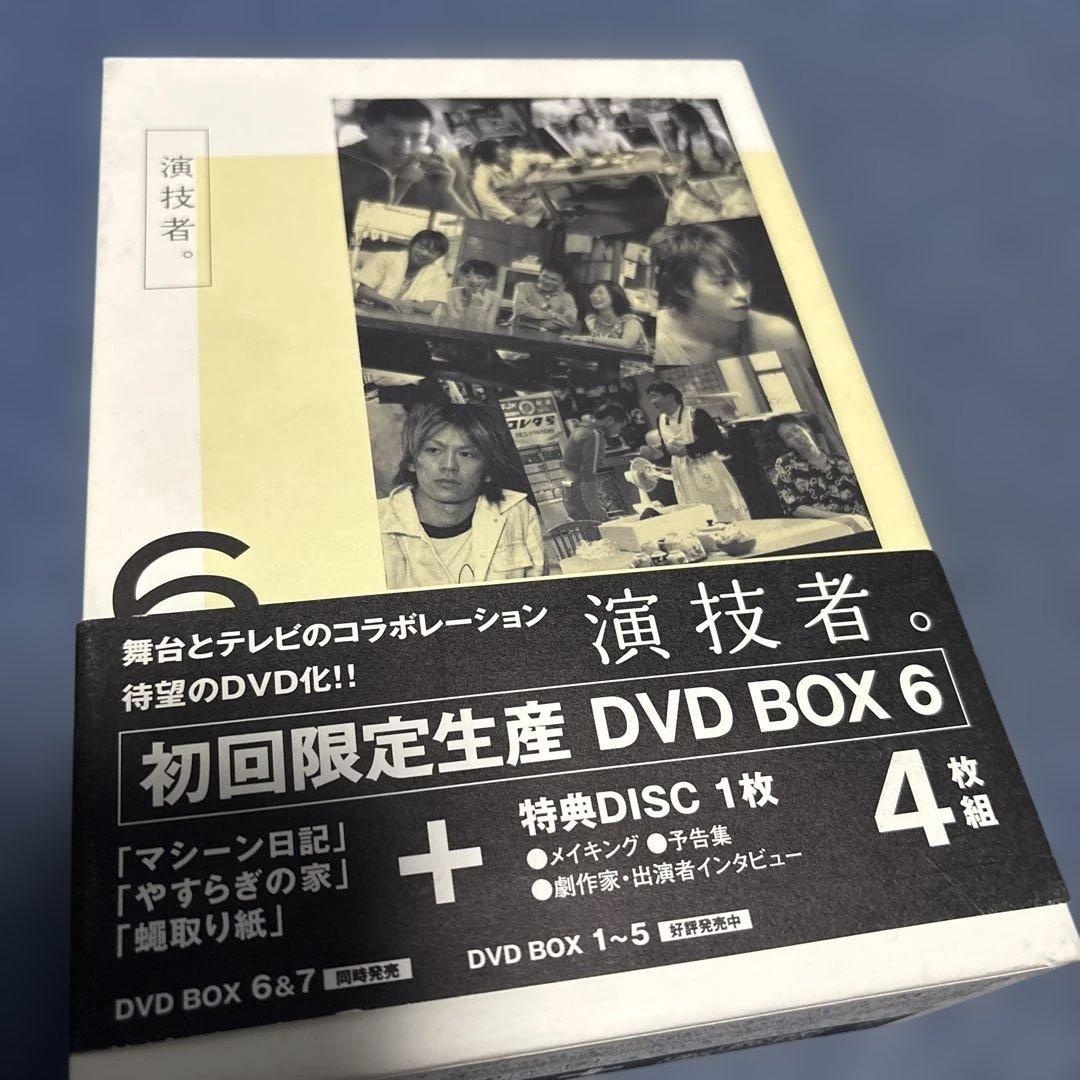 演技者。
コレクタ
6
舞台とテレビのコラボレーション
待望のDVD化!!
演技者。
初回限定生産 DVD BOX 6
「マシーン日記」
「やすらぎの家」
「蠅取り紙」
+
特典DISC 1枚
●メイキング ●予告集
●劇作家・出演者インタビュー
4枚組
DVD BOX 6&7 同時発売
DVD BOX 1~5 好評発売中